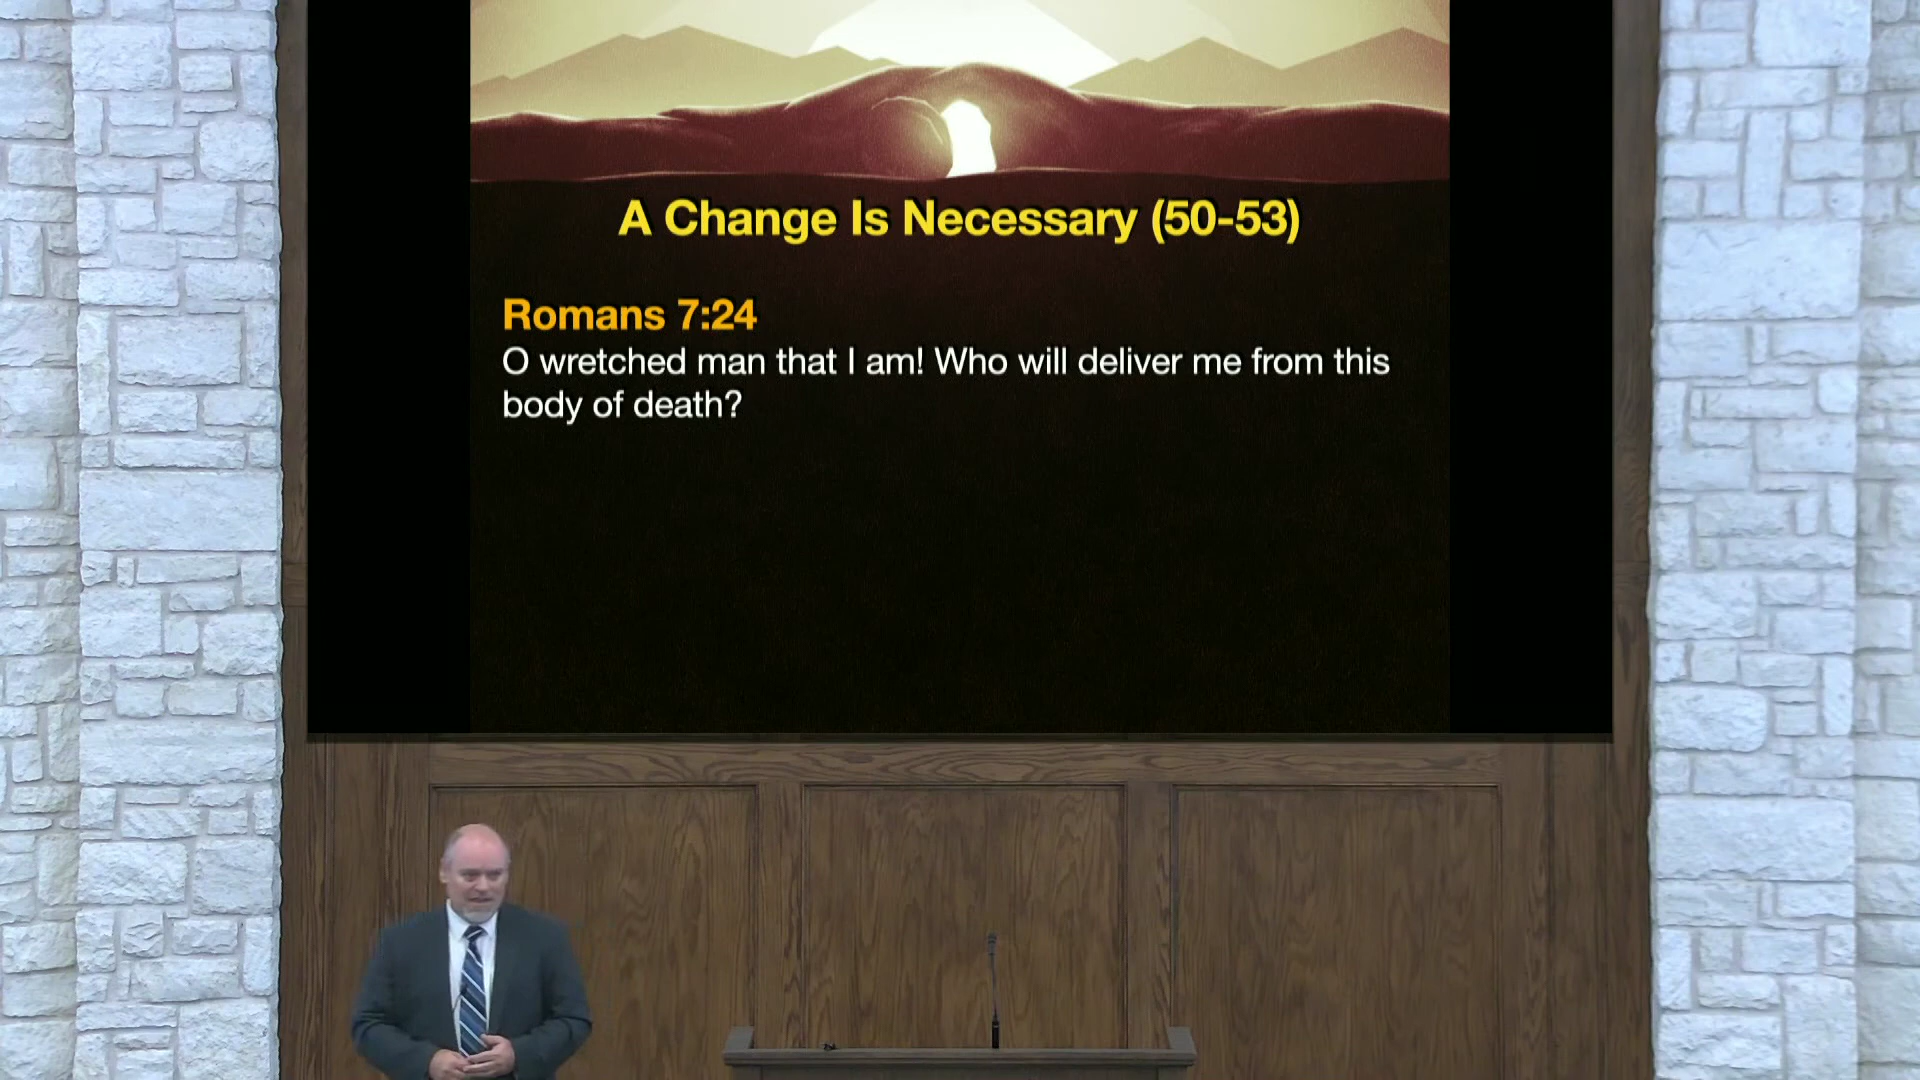 A Change Is Necessary (50-53)
Romans 7:24
O wretched man that I am! Who will deliver me from this
body of death?